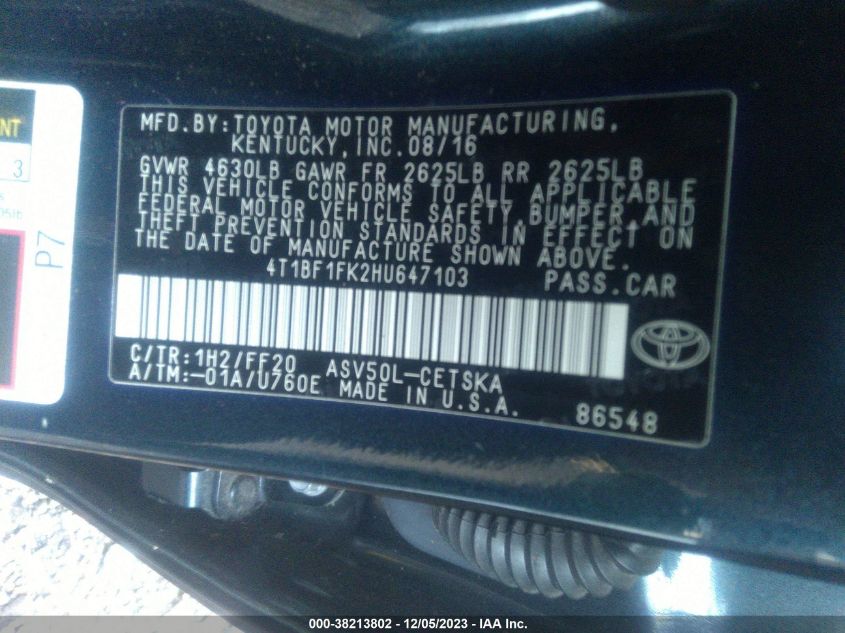 MFD.BY:TOYOTA MOTOR MANUFACTURING,
KENTUCKY,INC.08/16
GVWR 4630LB GAWR FR 2625LB RR 2625LB
THIS VEHICLE CONFORMS TO ALL APPLICABLE
FEDERAL MOTOR VEHICLE SAFETY,BUMPER,AND
THEFT PREVENTION STANDARDS IN EFFECT ON
THE DATE OF MANUFACTURE SHOWN ABOVE.
4T1BF1FK2HU647103 PASS.CAR
C/TR:1H2/FF20 ASV50L-CETSKA
A/TM:-01A/U760E MADE IN U.S.A. 86548
3
P7
000-38213802 - 12/05/2023 - IAA Inc.